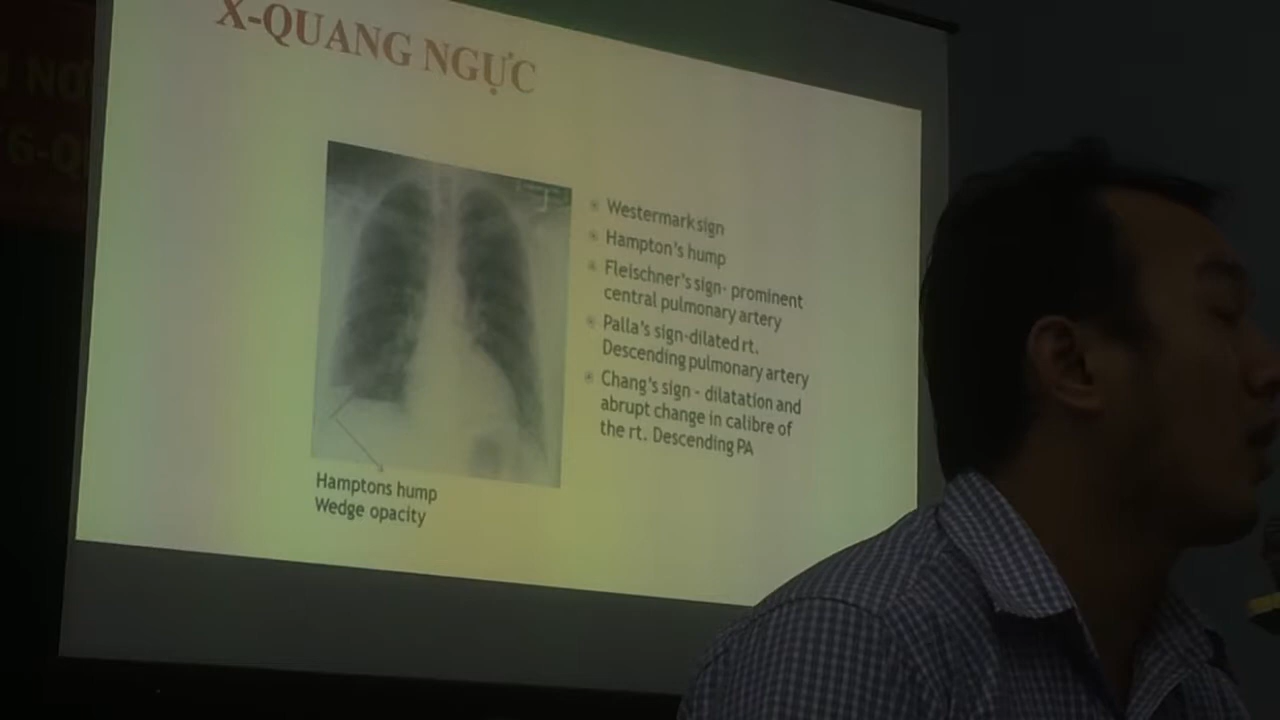 X-QUANG NGỰC
Westermark sign
Hampton's hump
Fleischner's sign- prominent
central pulmonary artery
Palla's sign-dilated rt.
Descending pulmonary artery
Chang's sign - dilatation and
abrupt change in calibre of
the rt. Descending PA
Hamptons hump
Wedge opacity